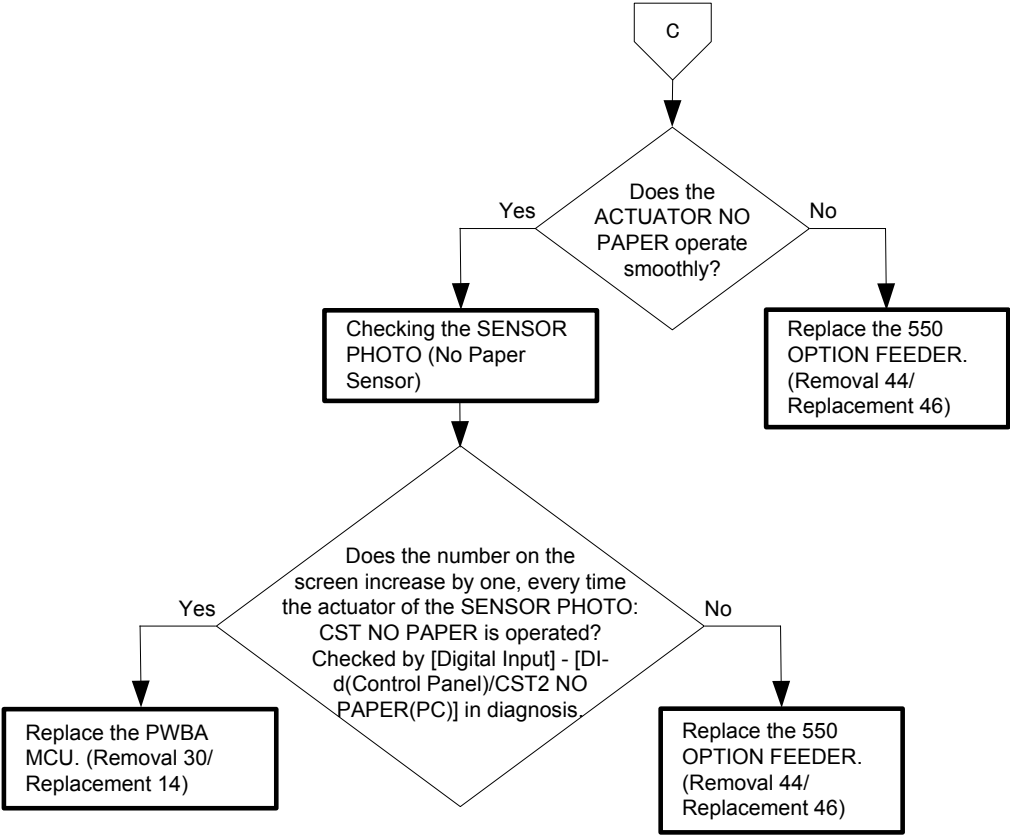 C
Does the
ACTUATOR NO
PAPER operate
smoothly?
Yes
No
Checking the SENSOR
PHOTO (No Paper
Sensor)
Replace the 550
OPTION FEEDER.
(Removal 44/
Replacement 46)
Does the number on the
screen increase by one, every time
the actuator of the SENSOR PHOTO:
CST NO PAPER is operated?
Checked by [Digital Input] - [DI-
d(Control Panel)/CST2 NO
PAPER(PC)] in diagnosis.
Yes
No
Replace the PWBA
MCU. (Removal 30/
Replacement 14)
Replace the 550
OPTION FEEDER.
(Removal 44/
Replacement 46)